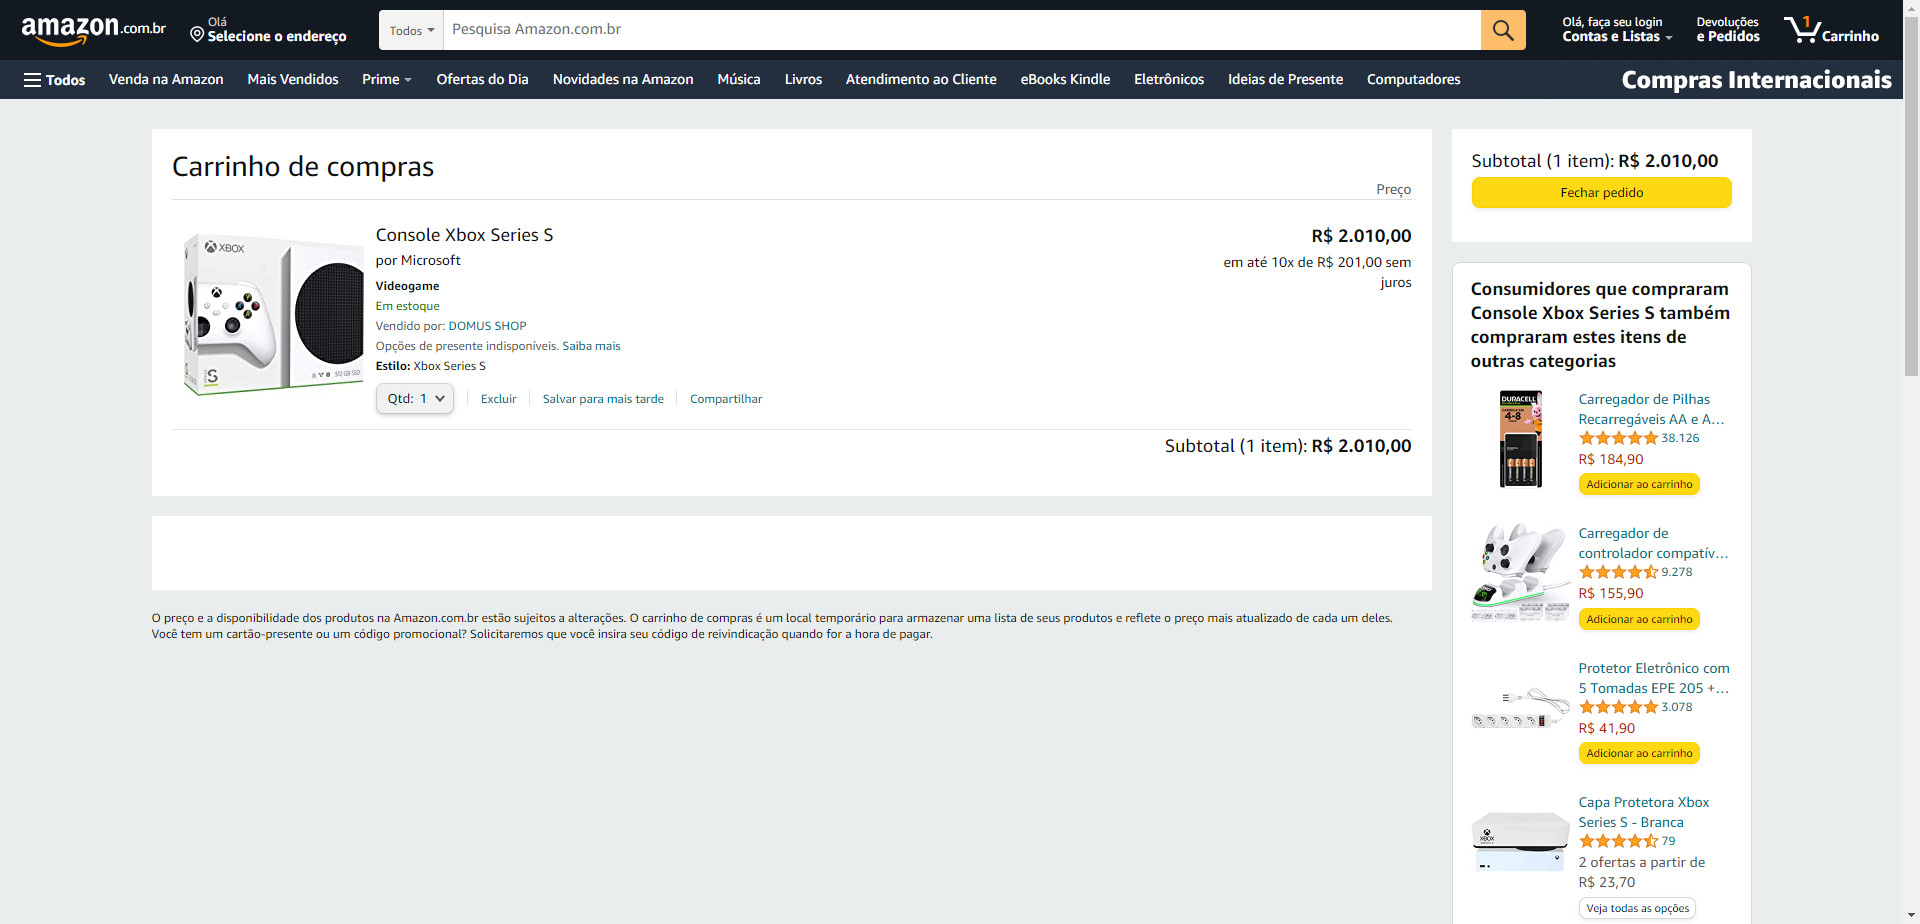 amazon.com.br
Olá
Selecione o endereço
Todos
Pesquisa Amazon.com.br
Olá, faça seu login
Contas e Listas
Devoluções
e Pedidos
1
Carrinho
Todos
Venda na Amazon
Mais Vendidos
Prime
Ofertas do Dia
Novidades na Amazon
Música
Livros
Atendimento ao Cliente
eBooks Kindle
Eletrônicos
Ideias de Presente
Computadores
Compras Internacionais
Carrinho de compras
Preço
XBOX
S
512 GB SSD
Console Xbox Series S
por Microsoft
Videogame
Em estoque
Vendido por: DOMUS SHOP
Opções de presente indisponíveis. Saiba mais
Estilo: Xbox Series S
Qtd: 1
Excluir
Salvar para mais tarde
Compartilhar
R$ 2.010,00
em até 10x de R$ 201,00 sem
juros
Subtotal (1 item): R$ 2.010,00
O preço e a disponibilidade dos produtos na Amazon.com.br estão sujeitos a alterações. O carrinho de compras é um local temporário para armazenar uma lista de seus produtos e reflete o preço mais atualizado de cada um deles.
Você tem um cartão-presente ou um código promocional? Solicitaremos que você insira seu código de reivindicação quando for a hora de pagar.
Subtotal (1 item): R$ 2.010,00
Fechar pedido
Consumidores que compraram
Console Xbox Series S também
compraram estes itens de
outras categorias
DURACELL
4-8
Carregador de Pilhas
Recarregáveis AA e A…
38.126
R$ 184,90
Adicionar ao carrinho
Carregador de
controlador compatív…
9.278
R$ 155,90
Adicionar ao carrinho
Protetor Eletrônico com
5 Tomadas EPE 205 +…
3.078
R$ 41,90
Adicionar ao carrinho
XBOX
Capa Protetora Xbox
Series S - Branca
79
2 ofertas a partir de
R$ 23,70
Veja todas as opções